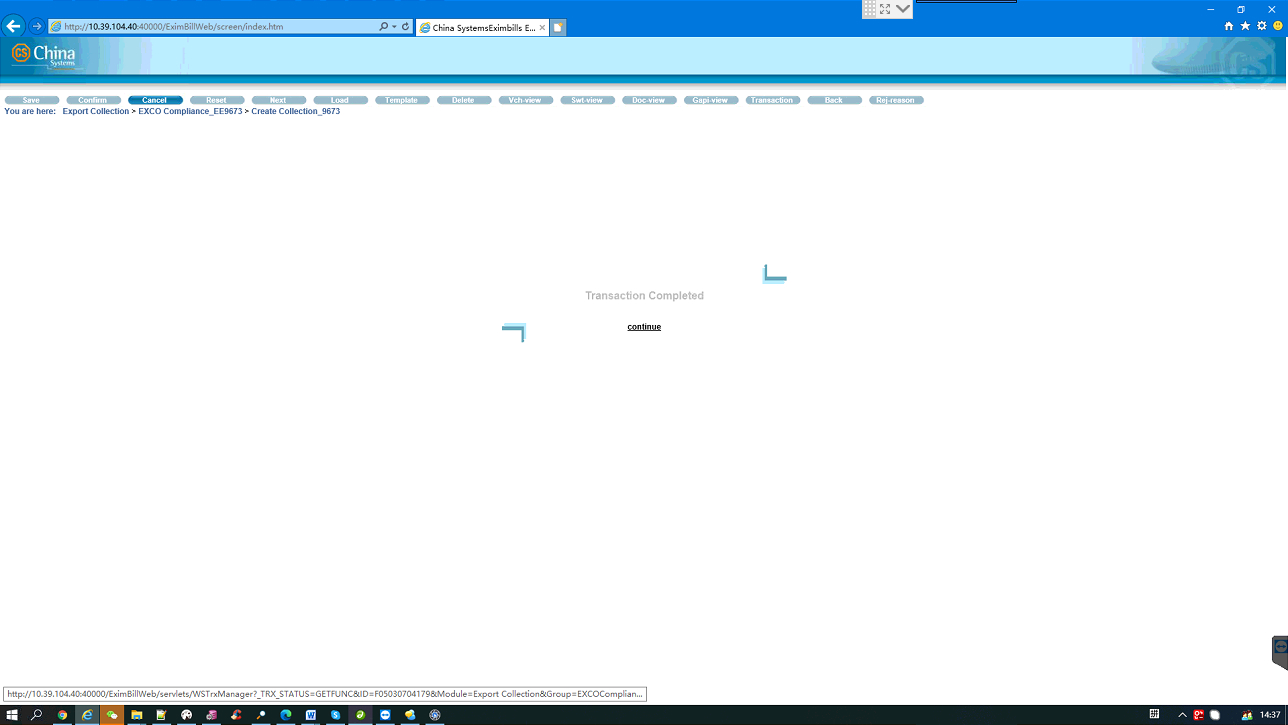 http://10.39.104.40:40000/EximBillWeb/screen/index.htm
China SystemsEximbills E...
CS China Systems
Save Confirm Cancel Reset Next Load Template Delete Vch-view Swt-view Doc-view Gapi-view Transaction Back Rej-reason
You are here: Export Collection > EXCO Compliance_EE9673 > Create Collection_9673
Transaction Completed
continue
http://10.39.104.40:40000/EximBillWeb/servlets/WSTrxManager?_TRX_STATUS=GETFUNC&ID=F05030704179&Module=Export Collection&Group=EXCOComplian...
14:37